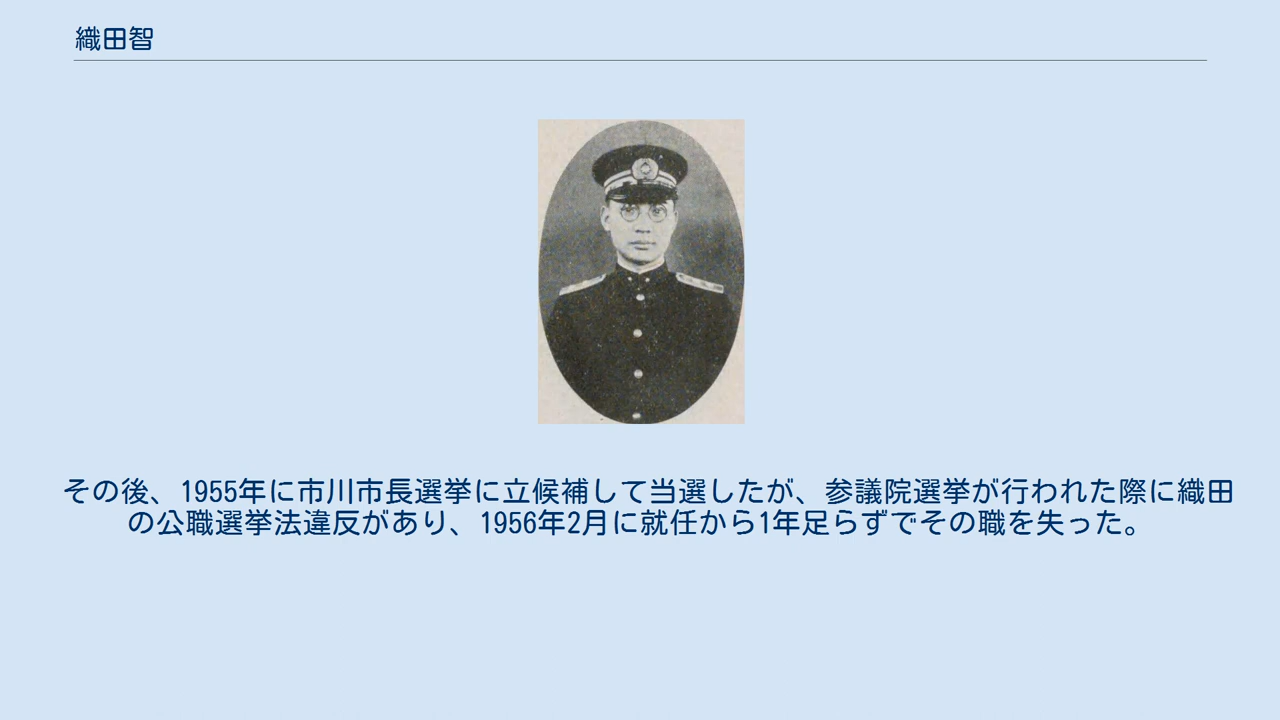 織田智
その後、1955年に市川市長選挙に立候補して当選したが、参議院選挙が行われた際に織田
の公職選挙法違反があり、1956年2月に就任から1年足らずでその職を失った。